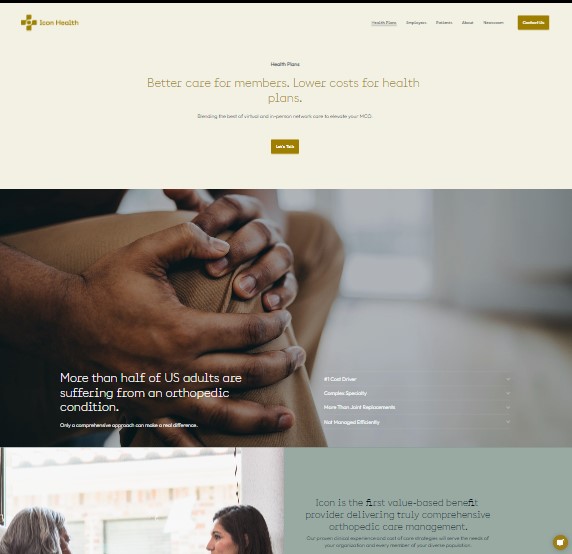 Icon Health
Health Plans Employers Patients About Newsroom Contact Us
Health Plans
Better care for members. Lower costs for health
plans.
Blending the best of virtual and in-person network care to elevate your MCO.
Let's Talk
More than half of US adults are
suffering from an orthopedic
condition.
Only a comprehensive approach can make a real difference.
#1 Cost Driver
Complex Specialty
More Than Joint Replacements
Not Managed Efficiently
Icon is the first value-based benefit
provider delivering truly comprehensive
orthopedic care management.
Our proven clinical experience and cost of care strategies will serve the needs of
your organization and every member of your diverse population.